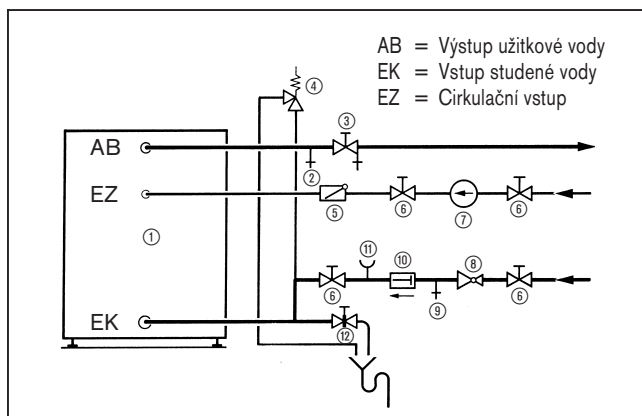 AB = Výstup užitkové vody
EK = Vstup studené vody
EZ = Cirkulační vstup
④
③
AB
②
EZ
⑤
⑥
⑦
⑥
①
⑪
⑩
⑧
⑥
⑨
⑥
EK
⑫